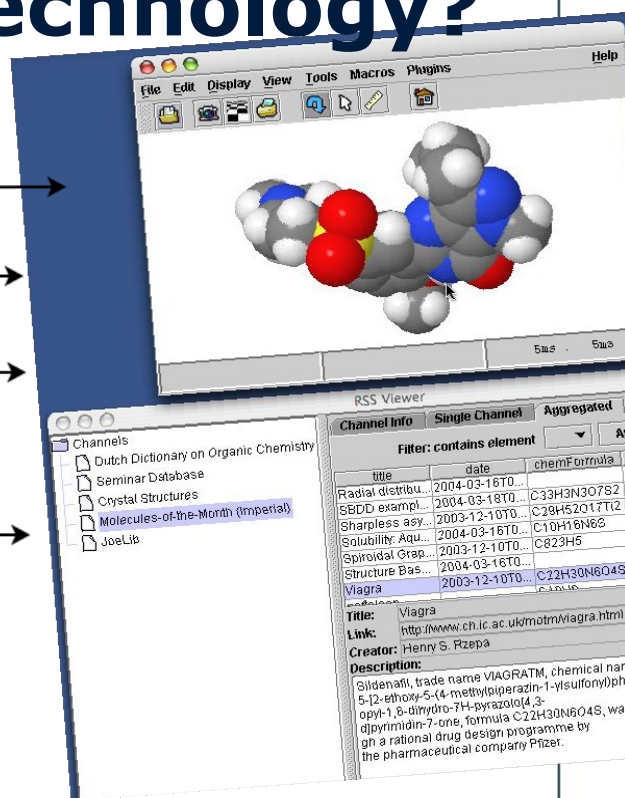 echnology?
File Edit Display View Tools Macros Plugins Help
5ms . 5ms
RSS Viewer
Channels
Dutch Dictionary on Organic Chemistry
Seminar Database
Crystal Structures
Molecules-of-the-Month (Imperial)
JoeLib
Channel Info Single Channel Aggregated
Filter: contains element
title date chemFormula
Radial distribu... 2004-03-16T0...
SBDD exampl... 2004-03-18T0... C33H3N3O7S2
Sharpless asy... 2003-12-10T0... C28H52O17Ti2
Solubility: Aqu... 2004-03-16T0... C10H16N6S
Spiroidal Grap... 2003-12-10T0... C823H5
Structure Bas... 2004-03-16T0...
Viagra 2003-12-10T0... C22H30N6O4S
Title: Viagra
Link: http://www.ch.ic.ac.uk/motm/viagra.html
Creator: Henry S. Rzepa
Description:
Sildenafil, trade name VIAGRATM, chemical nam
5-[2-ethoxy-5-(4-methylpiperazin-1-ylsulfonyl)ph
opyl-1,6-dihydro-7H-pyrazolo[4,3-
d]pyrimidin-7-one, formula C22H30N6O4S, wa
gh a rational drug design programme by
the pharmaceutical company Pfizer.